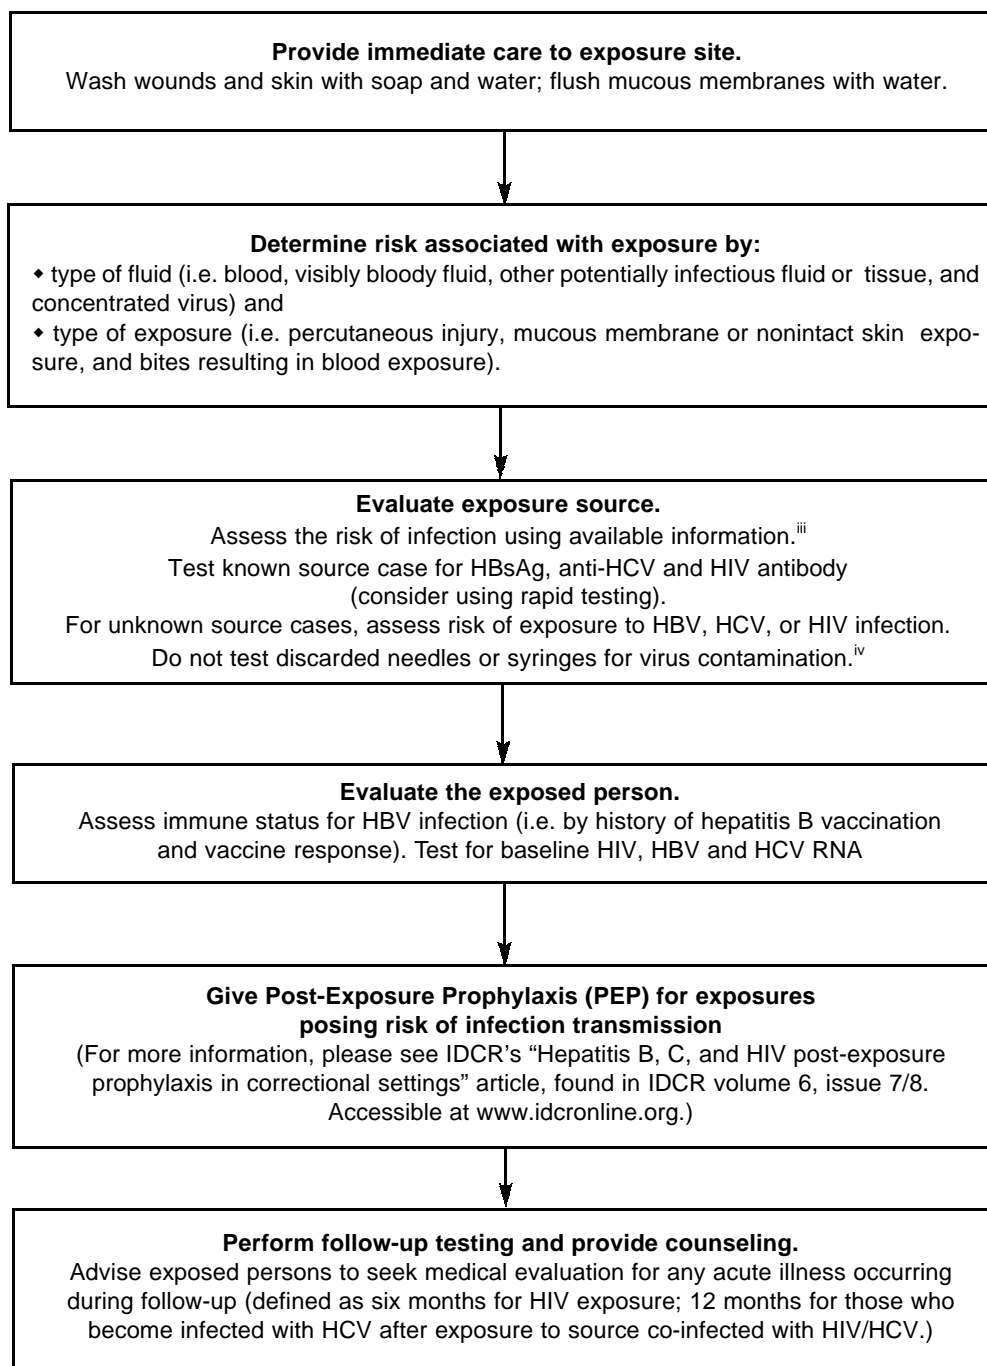 Provide immediate care to exposure site.
Wash wounds and skin with soap and water; flush mucous membranes with water.
Determine risk associated with exposure by:
◆ type of fluid (i.e. blood, visibly bloody fluid, other potentially infectious fluid or tissue, and
concentrated virus) and
◆ type of exposure (i.e. percutaneous injury, mucous membrane or nonintact skin expo-
sure, and bites resulting in blood exposure).
Evaluate exposure source.
Assess the risk of infection using available information.iii
Test known source case for HBsAg, anti-HCV and HIV antibody
(consider using rapid testing).
For unknown source cases, assess risk of exposure to HBV, HCV, or HIV infection.
Do not test discarded needles or syringes for virus contamination.iv
Evaluate the exposed person.
Assess immune status for HBV infection (i.e. by history of hepatitis B vaccination
and vaccine response). Test for baseline HIV, HBV and HCV RNA
Give Post-Exposure Prophylaxis (PEP) for exposures
posing risk of infection transmission
(For more information, please see IDCR's “Hepatitis B, C, and HIV post-exposure
prophylaxis in correctional settings” article, found in IDCR volume 6, issue 7/8.
Accessible at www.idcronline.org.)
Perform follow-up testing and provide counseling.
Advise exposed persons to seek medical evaluation for any acute illness occurring
during follow-up (defined as six months for HIV exposure; 12 months for those who
become infected with HCV after exposure to source co-infected with HIV/HCV.)